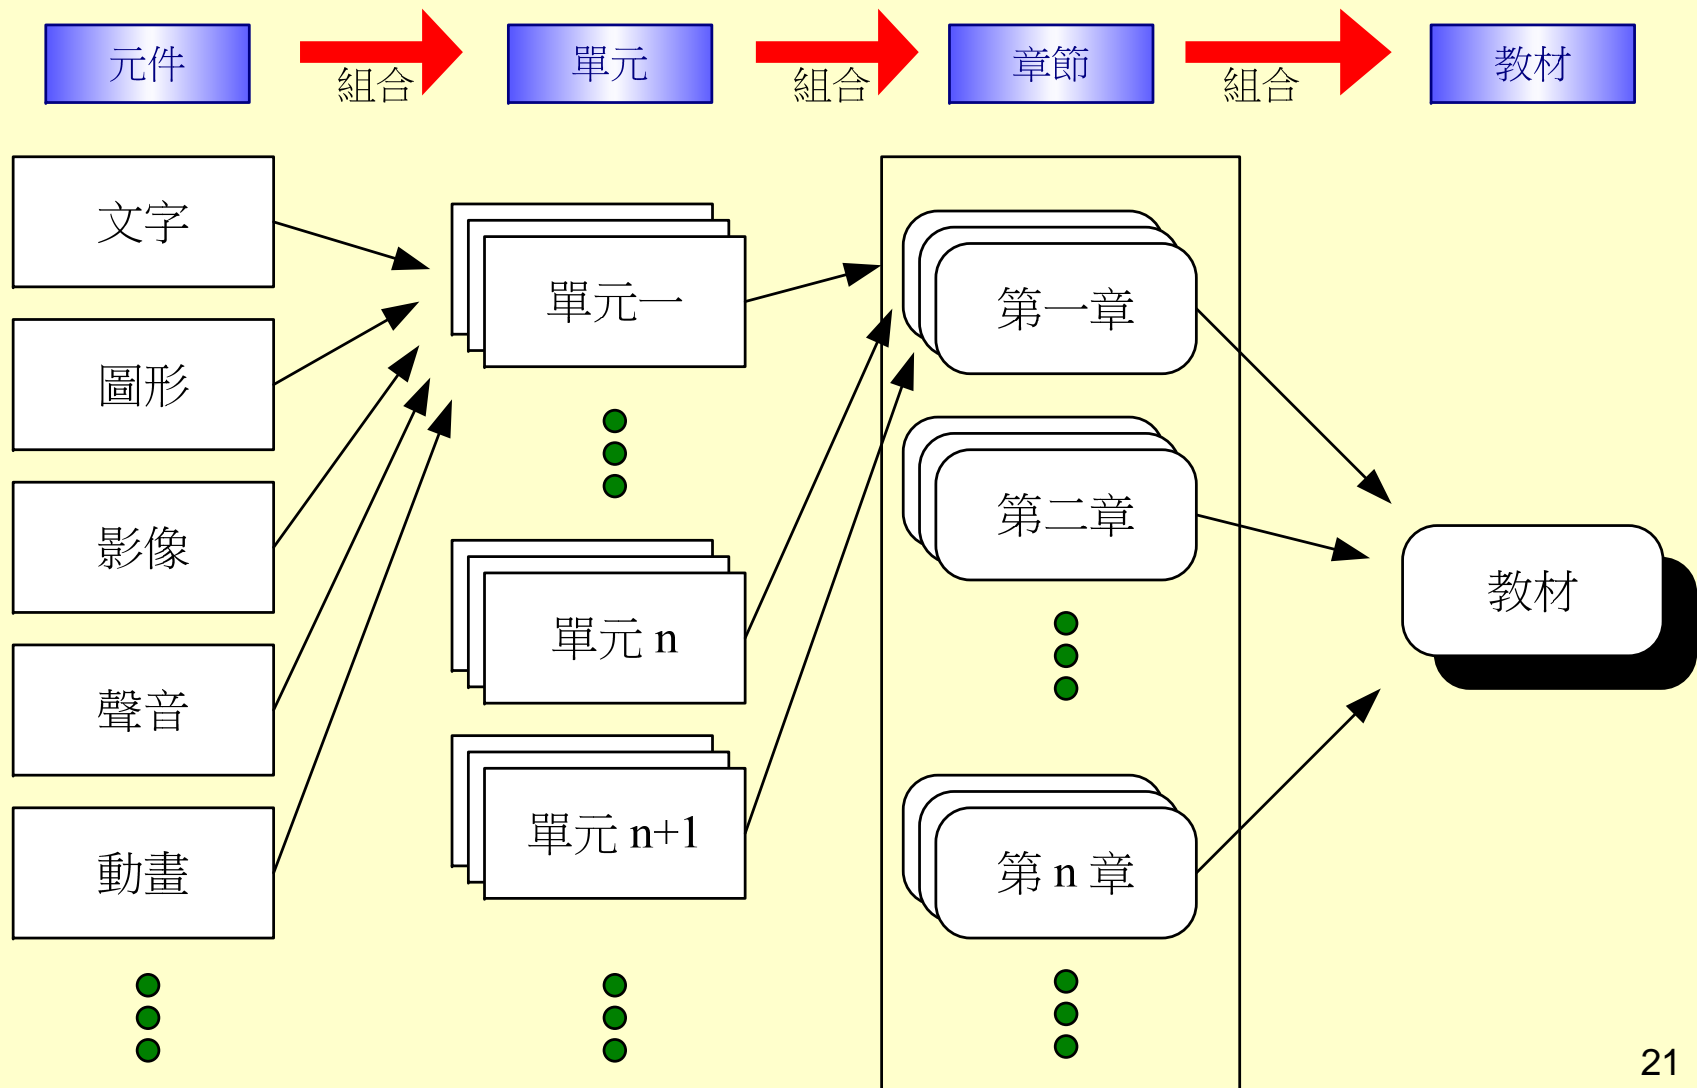 元件
組合
單元
組合
章節
組合
教材
文字
圖形
影像
聲音
動畫
單元一
單元 n
單元 n+1
第一章
第二章
第 n 章
教材
21